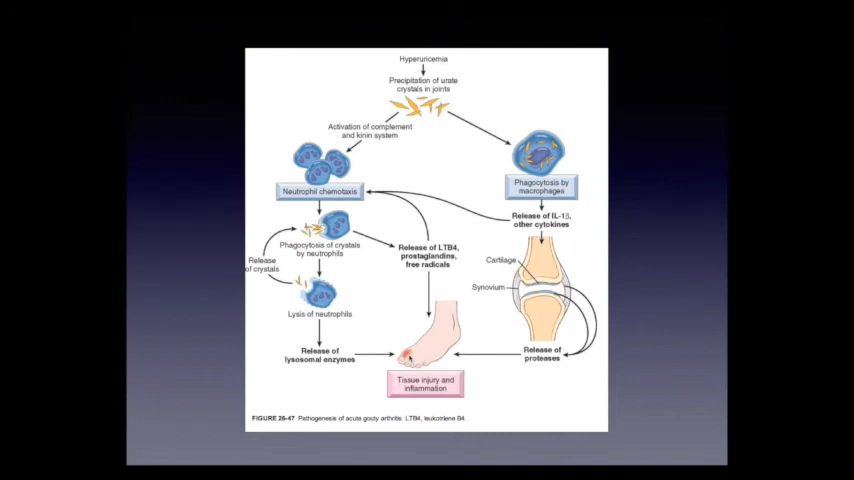 Hyperuricemia
Precipitation of urate
crystals in joints
Activation of complement
and kinin system
Neutrophil chemotaxis
Phagocytosis by
macrophages
Release of IL-1β,
other cytokines
Phagocytosis of crystals
by neutrophils
Release of LTB4,
prostaglandins,
free radicals
Release
of crystals
Cartilage
Synovium
Lysis of neutrophils
Release of
lysosomal enzymes
Release of
proteases
Tissue injury and
inflammation
FIGURE 26-47 Pathogenesis of acute gouty arthritis. LTB4, leukotriene B4.